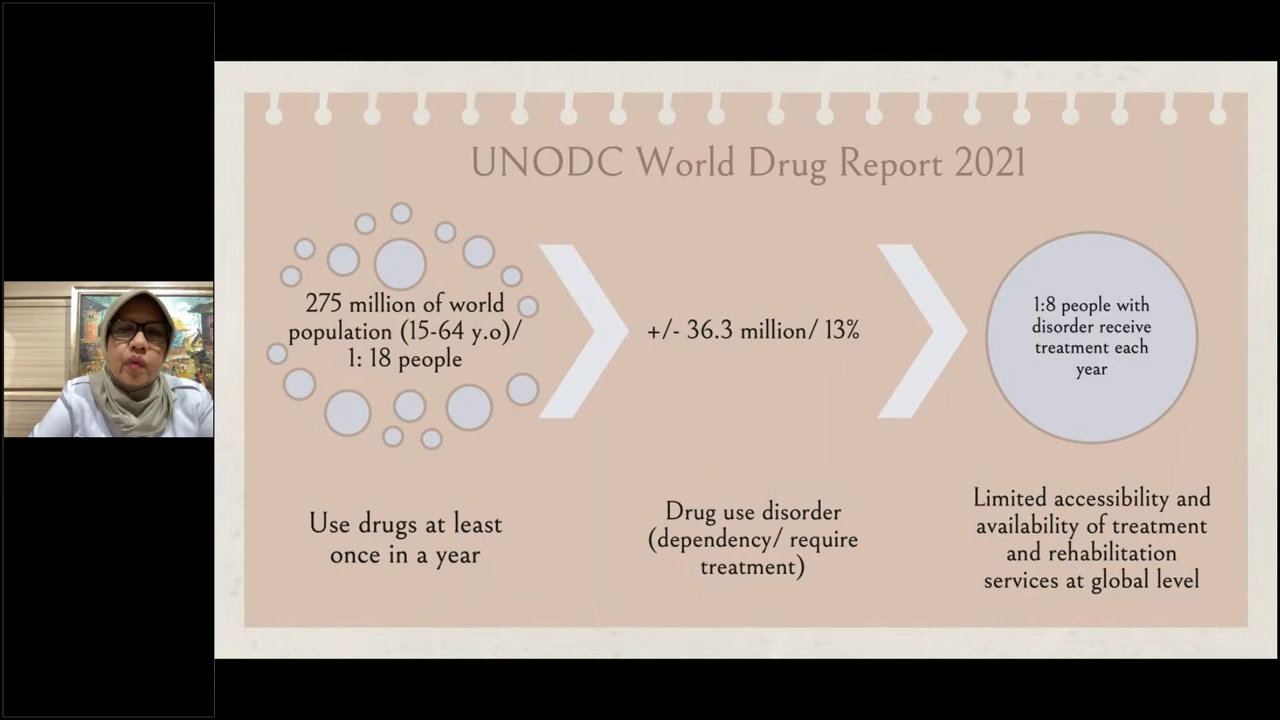 UNODC World Drug Report 2021
275 million of world
population (15-64 y.o)/
1: 18 people
+/- 36.3 million/ 13%
1:8 people with
disorder receive
treatment each
year
Use drugs at least
once in a year
Drug use disorder
(dependency/ require
treatment)
Limited accessibility and
availability of treatment
and rehabilitation
services at global level